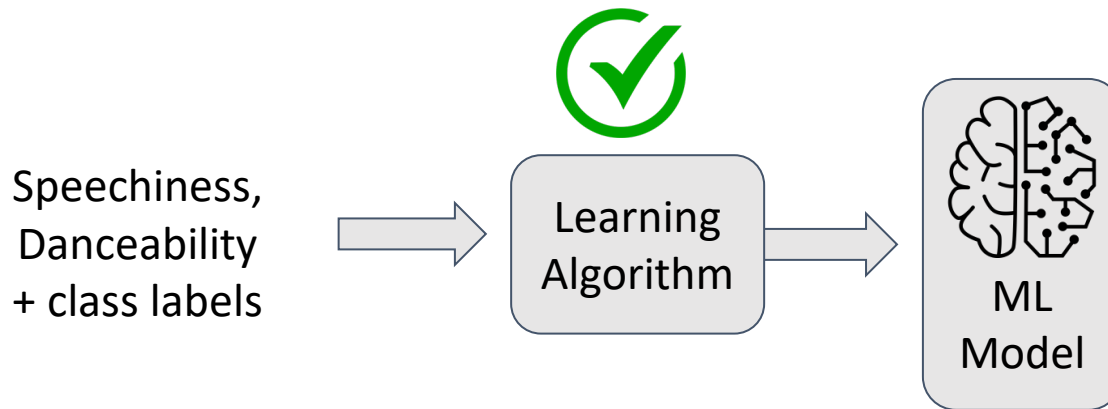 Speechiness,
Danceability
+ class labels
Learning
Algorithm
ML
Model